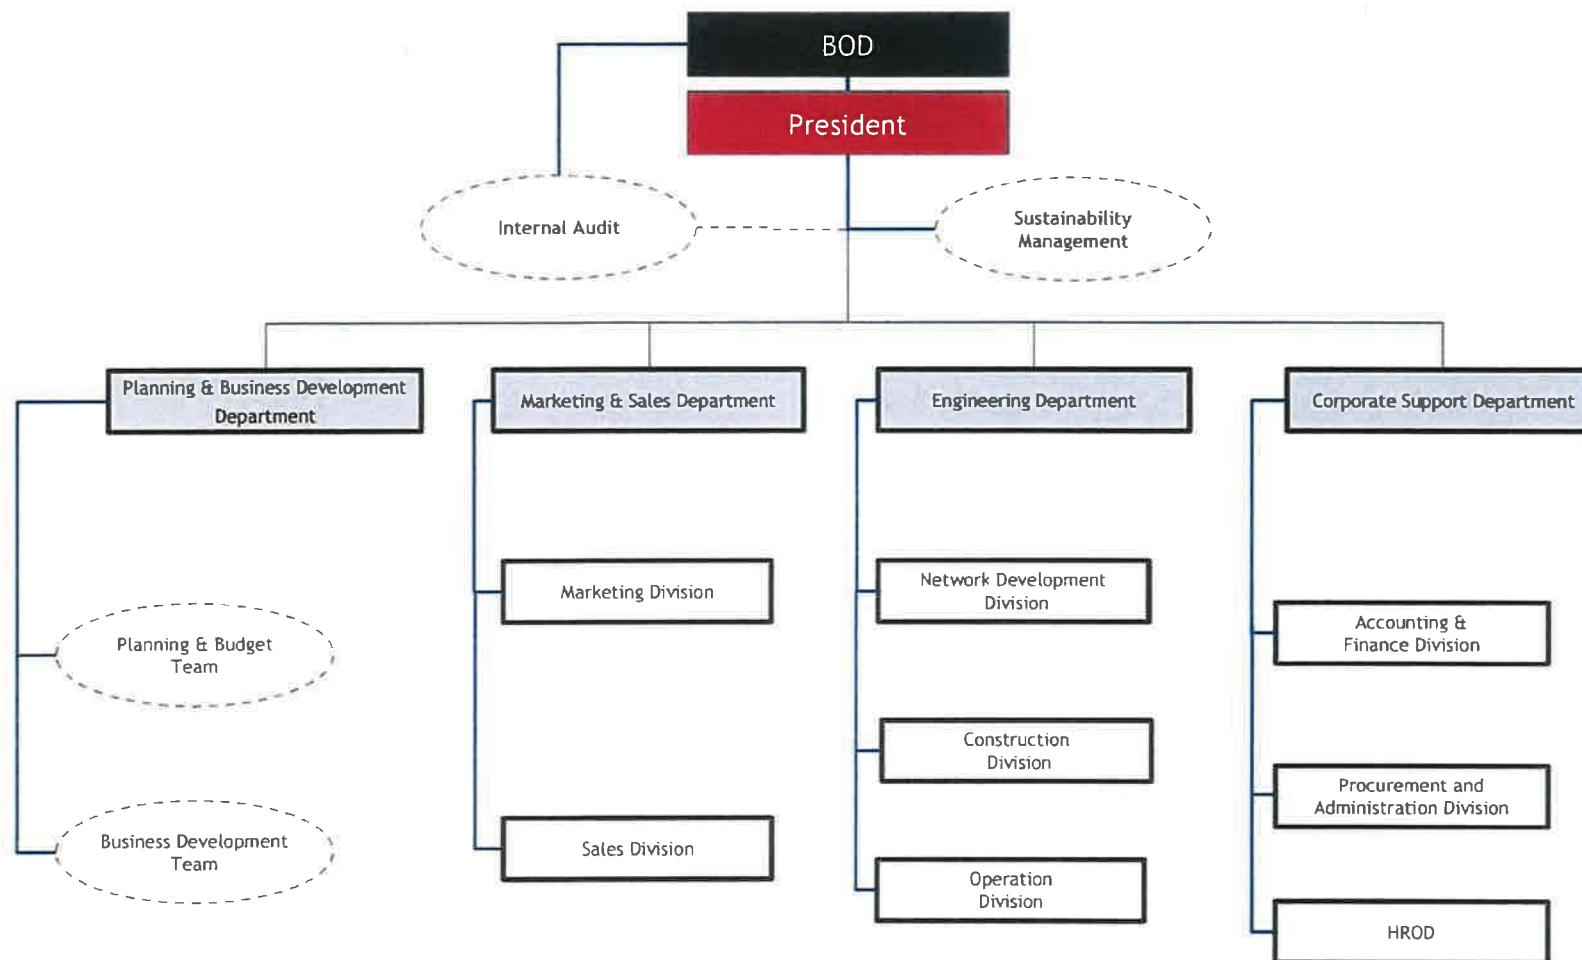 BOD
President
Internal Audit
Sustainability
Management
Planning & Business Development
Department
Marketing & Sales Department
Engineering Department
Corporate Support Department
Marketing Division
Network Development
Division
Accounting &
Finance Division
Planning & Budget
Team
Construction
Division
Procurement and
Administration Division
Business Development
Team
Sales Division
Operation
Division
HROD